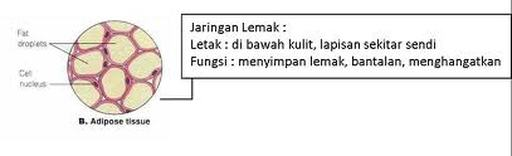 Fat
droplets
Cell
nucleus
B. Adipose tissue
Jaringan Lemak :
Letak : di bawah kulit, lapisan sekitar sendi
Fungsi : menyimpan lemak, bantalan, menghangatkan